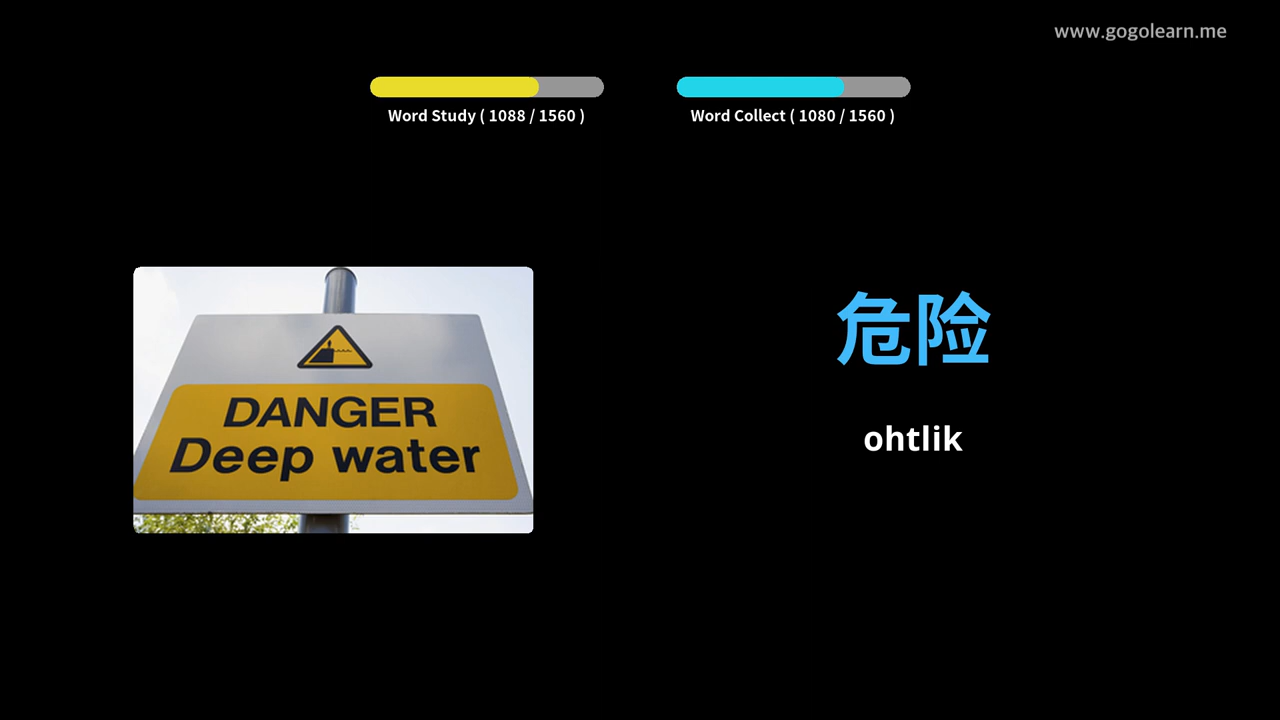 www.gogolearn.me
Word Study ( 1088 / 1560 )
Word Collect ( 1080 / 1560 )
DANGER
Deep water
危险
ohtlik